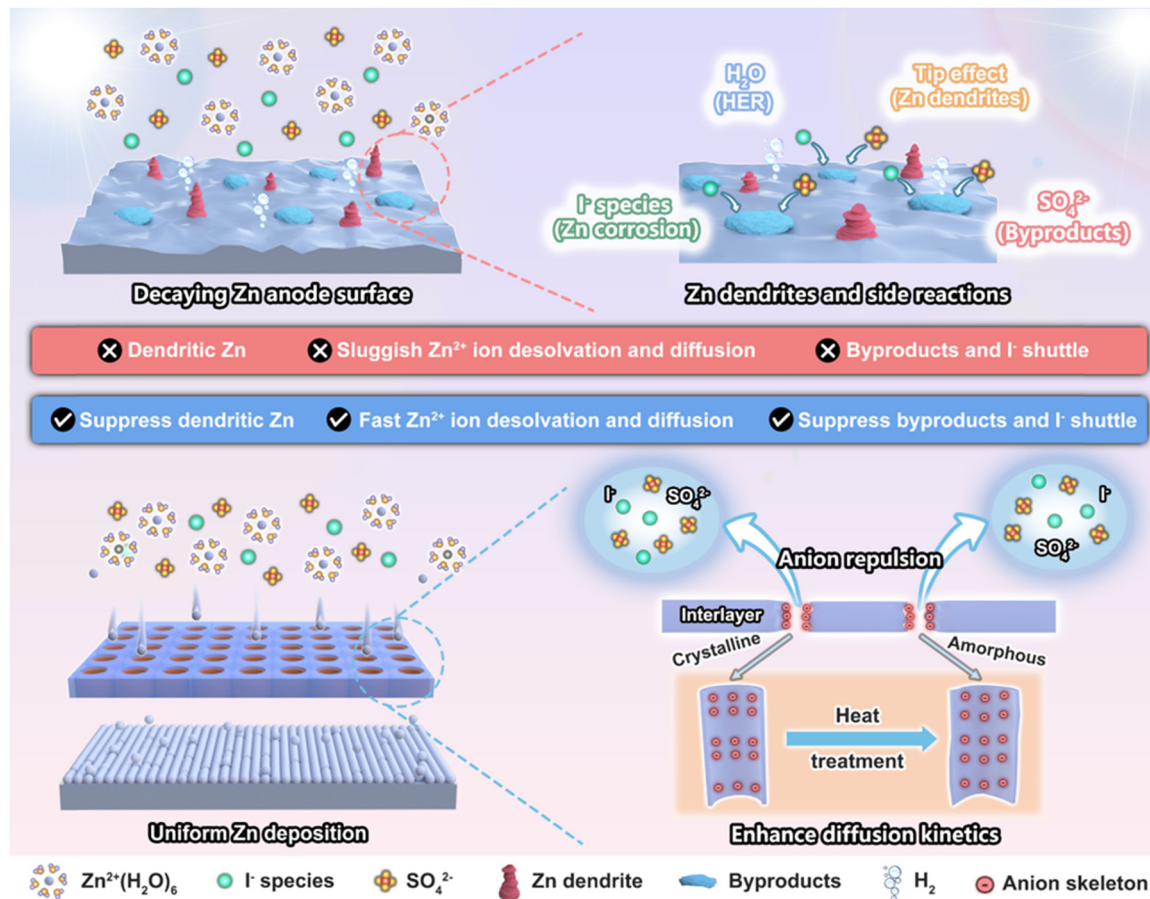 H₂O
(HER)
Tip effect
(Zn dendrites)
I⁻ species
(Zn corrosion)
SO₄²⁻
(Byproducts)
Decaying Zn anode surface
Zn dendrites and side reactions
Dendritic Zn
Sluggish Zn²⁺ ion desolvation and diffusion
Byproducts and I⁻ shuttle
Suppress dendritic Zn
Fast Zn²⁺ ion desolvation and diffusion
Suppress byproducts and I⁻ shuttle
I⁻
SO₄²⁻
I⁻
SO₄²⁻
Anion repulsion
Interlayer
Crystalline
Amorphous
Heat
treatment
Uniform Zn deposition
Enhance diffusion kinetics
Zn²⁺(H₂O)₆
I⁻ species
SO₄²⁻
Zn dendrite
Byproducts
H₂
Anion skeleton